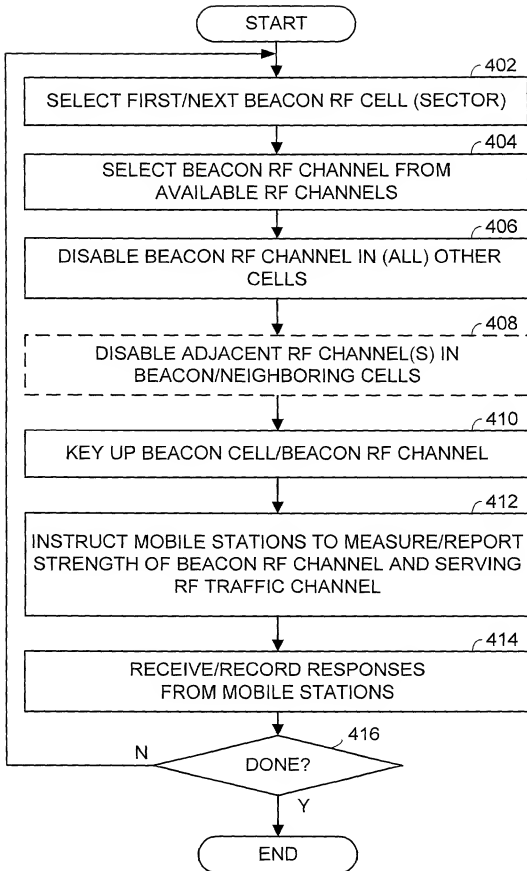 START
402
SELECT FIRST/NEXT BEACON RF CELL (SECTOR)
404
SELECT BEACON RF CHANNEL FROM
AVAILABLE RF CHANNELS
406
DISABLE BEACON RF CHANNEL IN (ALL) OTHER
CELLS
408
DISABLE ADJACENT RF CHANNEL(S) IN
BEACON/NEIGHBORING CELLS
410
KEY UP BEACON CELL/BEACON RF CHANNEL
412
INSTRUCT MOBILE STATIONS TO MEASURE/REPORT
STRENGTH OF BEACON RF CHANNEL AND SERVING
RF TRAFFIC CHANNEL
414
RECEIVE/RECORD RESPONSES
FROM MOBILE STATIONS
416
N
DONE?
Y
END